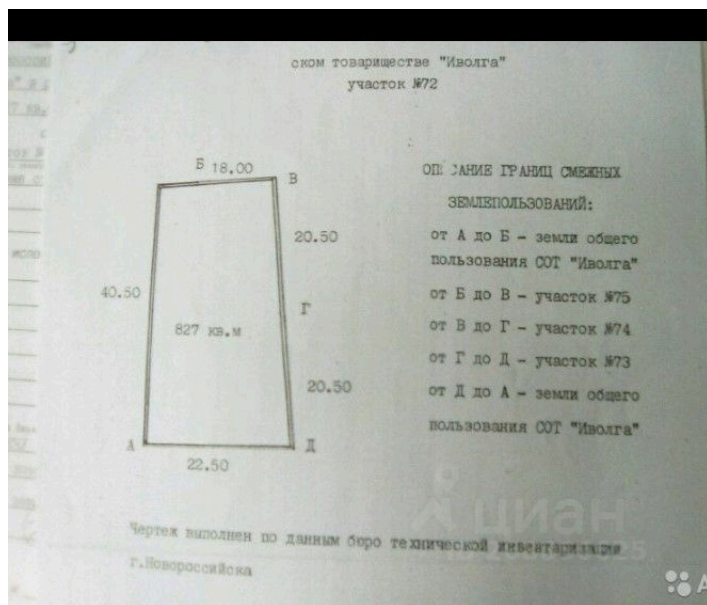 ском товариществе "Иволга"
участок №72
Б 18.00 В
20.50
40.50
Г
827 кв.м
20.50
А Д
22.50
ОПИСАНИЕ ГРАНИЦ СМЕЖНЫХ
ЗЕМЛЕПОЛЬЗОВАНИЙ:
от А до Б - земли общего
пользования СОТ "Иволга"
от Б до В - участок №75
от В до Г - участок №74
от Г до Д - участок №73
от Д до А - земли общего
пользования СОТ "Иволга"
Чертеж выполнен по данным бюро технической инвентаризации
г.Новороссийска
циан